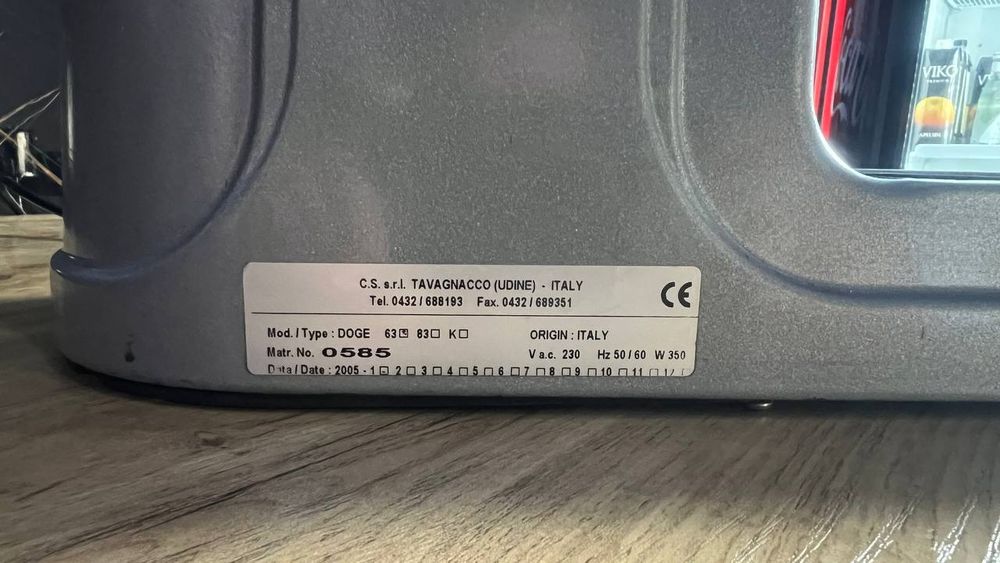 VIKO
C.S. s.r.l. TAVAGNACCO (UDINE) - ITALY
Tel. 0432 / 688193 Fax. 0432 / 689351
CE
Mod. / Type : DOGE 63☑ 83☐ K☐ ORIGIN : ITALY
Matr. No. 0585 V a.c. 230 Hz 50 / 60 W 350
Data / Date : 2005 - 1☐ 2☐ 3☐ 4☐ 5☐ 6☐ 7☐ 8☐ 9☐ 10☐ 11☐ 12☐